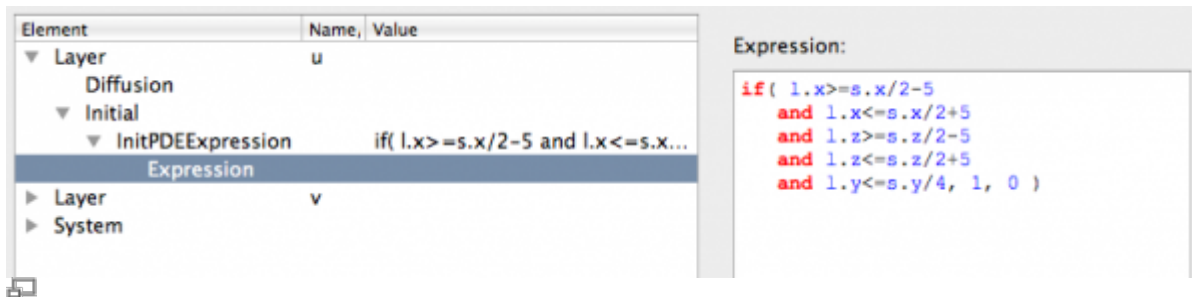 Element Name, Value
Layer u
Diffusion
Initial
InitPDEExpression if( l.x>=s.x/2-5 and l.x<=s.x...
Expression
Layer v
System
Expression:
if( l.x>=s.x/2-5
and l.x<=s.x/2+5
and l.z>=s.z/2-5
and l.z<=s.z/2+5
and l.y<=s.y/4, 1, 0 )